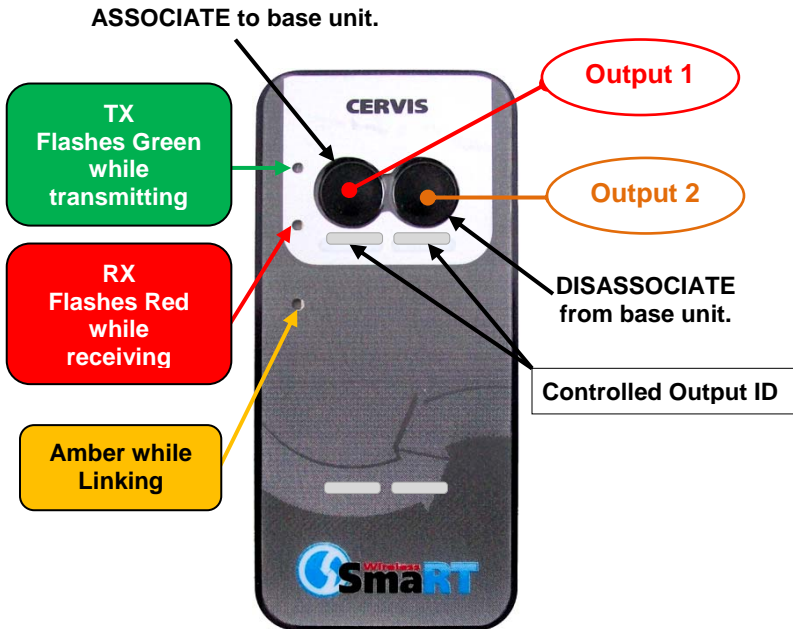 ASSOCIATE to base unit.
CERVIS
Output 1
TX
Flashes Green
while
transmitting
Output 2
RX
Flashes Red
while
receiving
DISASSOCIATE
from base unit.
Controlled Output ID
Amber while
Linking
Wireless
SmaRT